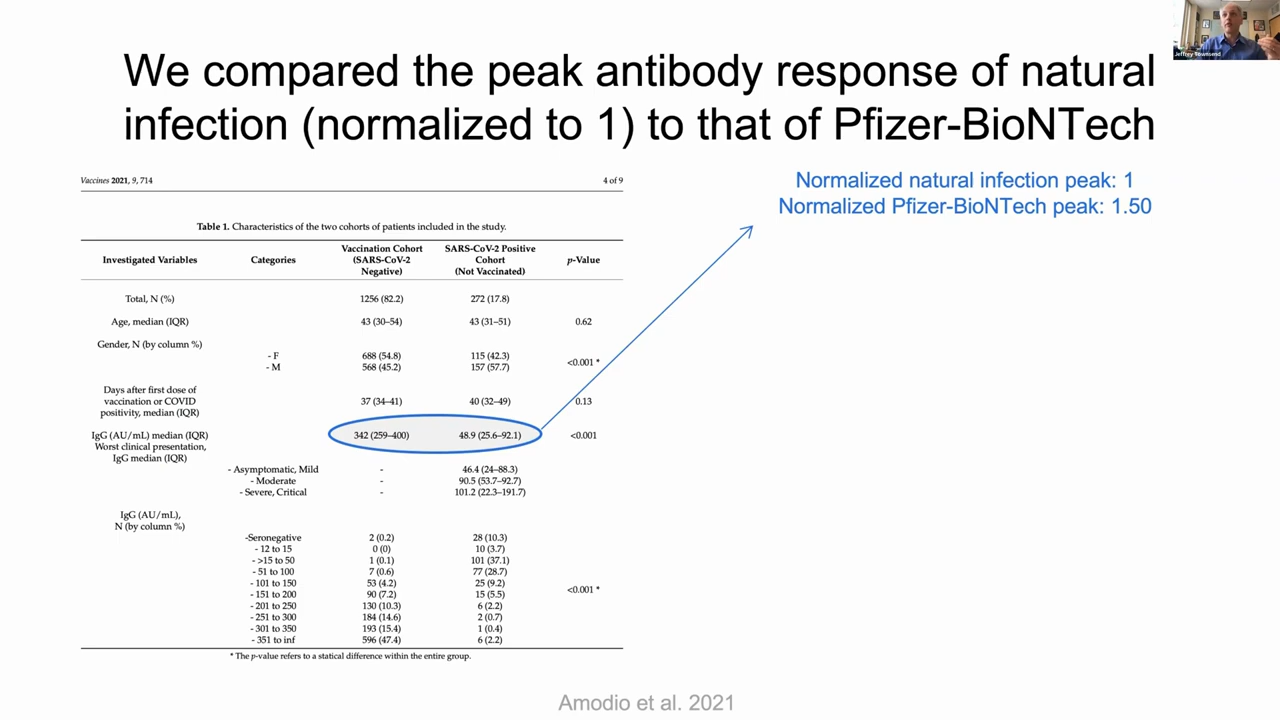 We compared the peak antibody response of natural
infection (normalized to 1) to that of Pfizer-BioNTech
Jeffrey Townsend
Normalized natural infection peak: 1
Normalized Pfizer-BioNTech peak: 1.50
Vaccines 2021, 9, 714 4 of 9
Table 1. Characteristics of the two cohorts of patients included in the study.
Investigated Variables Categories Vaccination Cohort (SARS-CoV-2 Negative) SARS-CoV-2 Positive Cohort (Not Vaccinated) p-Value
Total, N (%) 1256 (82.2) 272 (17.8)
Age, median (IQR) 43 (30–54) 43 (31–51) 0.62
Gender, N (by column %)
- F 688 (54.8) 115 (42.3)
<0.001 *
- M 568 (45.2) 157 (57.7)
Days after first dose of
vaccination or COVID 37 (34–41) 40 (32–49) 0.13
positivity, median (IQR)
IgG (AU/mL) median (IQR) 342 (259–400) 48.9 (25.6–92.1) <0.001
Worst clinical presentation,
IgG median (IQR)
- Asymptomatic, Mild - 46.4 (24–88.3)
- Moderate - 90.5 (53.7–92.7)
- Severe, Critical - 101.2 (22.3–191.7)
IgG (AU/mL),
N (by column %)
-Seronegative 2 (0.2) 28 (10.3)
- 12 to 15 0 (0) 10 (3.7)
- >15 to 50 1 (0.1) 101 (37.1)
- 51 to 100 7 (0.6) 77 (28.7)
- 101 to 150 53 (4.2) 25 (9.2)
<0.001 *
- 151 to 200 90 (7.2) 15 (5.5)
- 201 to 250 130 (10.3) 6 (2.2)
- 251 to 300 184 (14.6) 2 (0.7)
- 301 to 350 193 (15.4) 1 (0.4)
- 351 to inf 596 (47.4) 6 (2.2)
* The p-value refers to a statical difference within the entire group.
Amodio et al. 2021